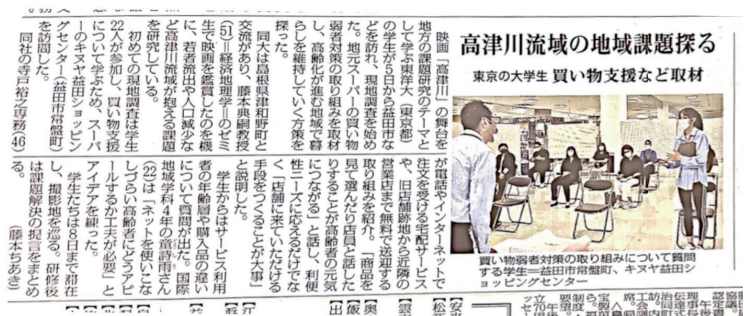 高津川流域の地域課題探る
東京の大学生 買い物支援など取材
映画「高津川」の舞台を
地方の課題研究のテーマと
して学ぶ東洋大（東京都）
の学生が5日から益田市な
どを訪れ、現地調査を始め
た。地元スーパーの買い物
弱者対策の取り組みを取材
し、高齢化が進む地域で暮
らしを維持していく方策を
探った。
同大は島根県津和野町と
交流があり、藤本典嗣教授
（51）＝経済地理学＝のゼミ
生で映画を鑑賞したのを機
に、若者流出や人口減少な
ど高津川流域が抱える課題
を研究している。
初めての現地調査は学生
22人が参加し、買い物支援
について学ぶため、スーパ
ーのキヌヤ益田ショッピン
グセンター（益田市常盤町）
を訪問した。
同社の寺戸裕之専務（46）
が電話やインターネットで
注文を受ける宅配サービス
や、旧店舗跡地から近隣の
営業店まで無料で送迎する
取り組みを紹介。「商品を
見て選んだり店員と話した
りすることが高齢者の元気
につながる」と話し、利便
性ニーズに応えるだけでな
く「店舗に来ていただける
手段をつくることが大事」
と説明した。
学生からはサービス利用
者の年齢層や購入品の違い
について質問が出た。国際
地域学科4年の童詩雨さん
（22）は「ネットを使いこな
しづらい高齢者にどうアピ
ールするか工夫が必要」と
アイデアを練った。
学生たちは8日まで滞在
し、撮影地を巡る。研修後
は課題解決の提言をまとめ
る。　（藤本ちあき）
買い物弱者対策の取り組みについて質問
する学生＝益田市常盤町、キヌヤ益田シ
ョッピングセンター